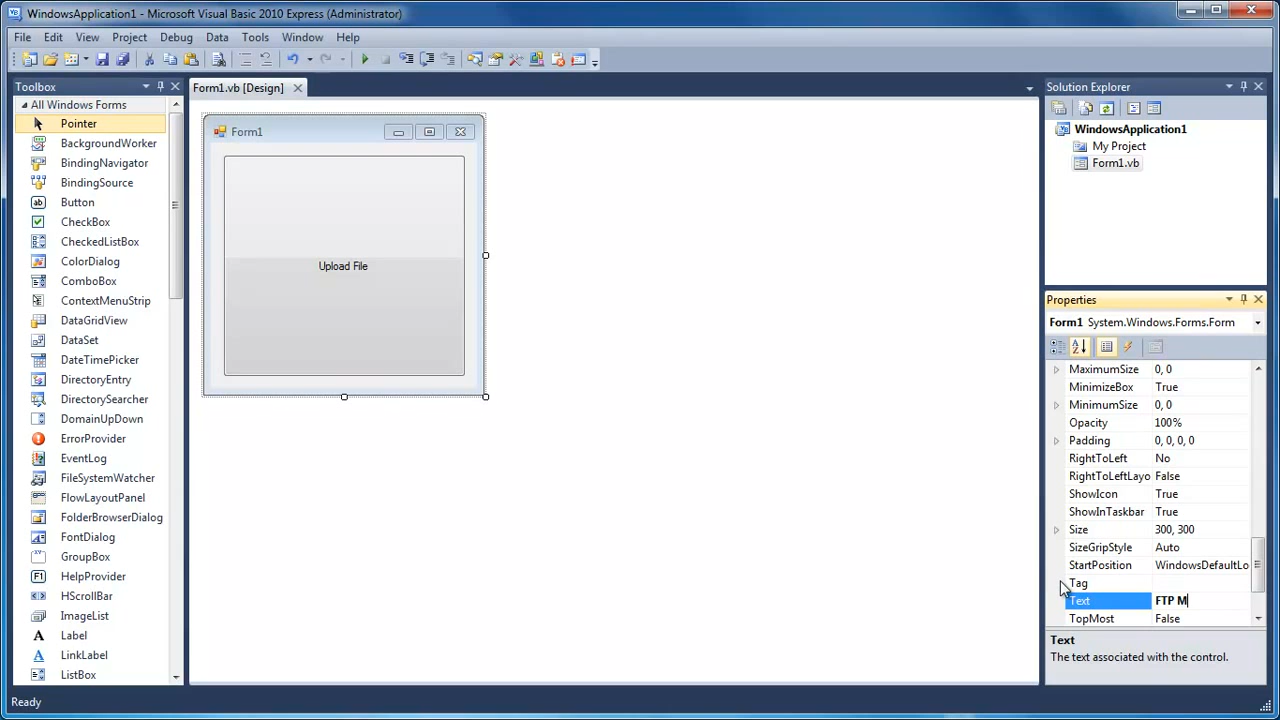 WindowsApplication1 - Microsoft Visual Basic 2010 Express (Administrator)
File Edit View Project Debug Data Tools Window Help
Toolbox
All Windows Forms
Pointer
BackgroundWorker
BindingNavigator
BindingSource
Button
CheckBox
CheckedListBox
ColorDialog
ComboBox
ContextMenuStrip
DataGridView
DataSet
DateTimePicker
DirectoryEntry
DirectorySearcher
DomainUpDown
ErrorProvider
EventLog
FileSystemWatcher
FlowLayoutPanel
FolderBrowserDialog
FontDialog
GroupBox
HelpProvider
HScrollBar
ImageList
Label
LinkLabel
ListBox
Form1.vb [Design]
Form1
Upload File
Solution Explorer
WindowsApplication1
My Project
Form1.vb
Properties
Form1 System.Windows.Forms.Form
MaximumSize 0, 0
MinimizeBox True
MinimumSize 0, 0
Opacity 100%
Padding 0, 0, 0, 0
RightToLeft No
RightToLeftLayo False
ShowIcon True
ShowInTaskbar True
Size 300, 300
SizeGripStyle Auto
StartPosition WindowsDefaultLo
Tag
Text FTP M
TopMost False
Text
The text associated with the control.
Ready